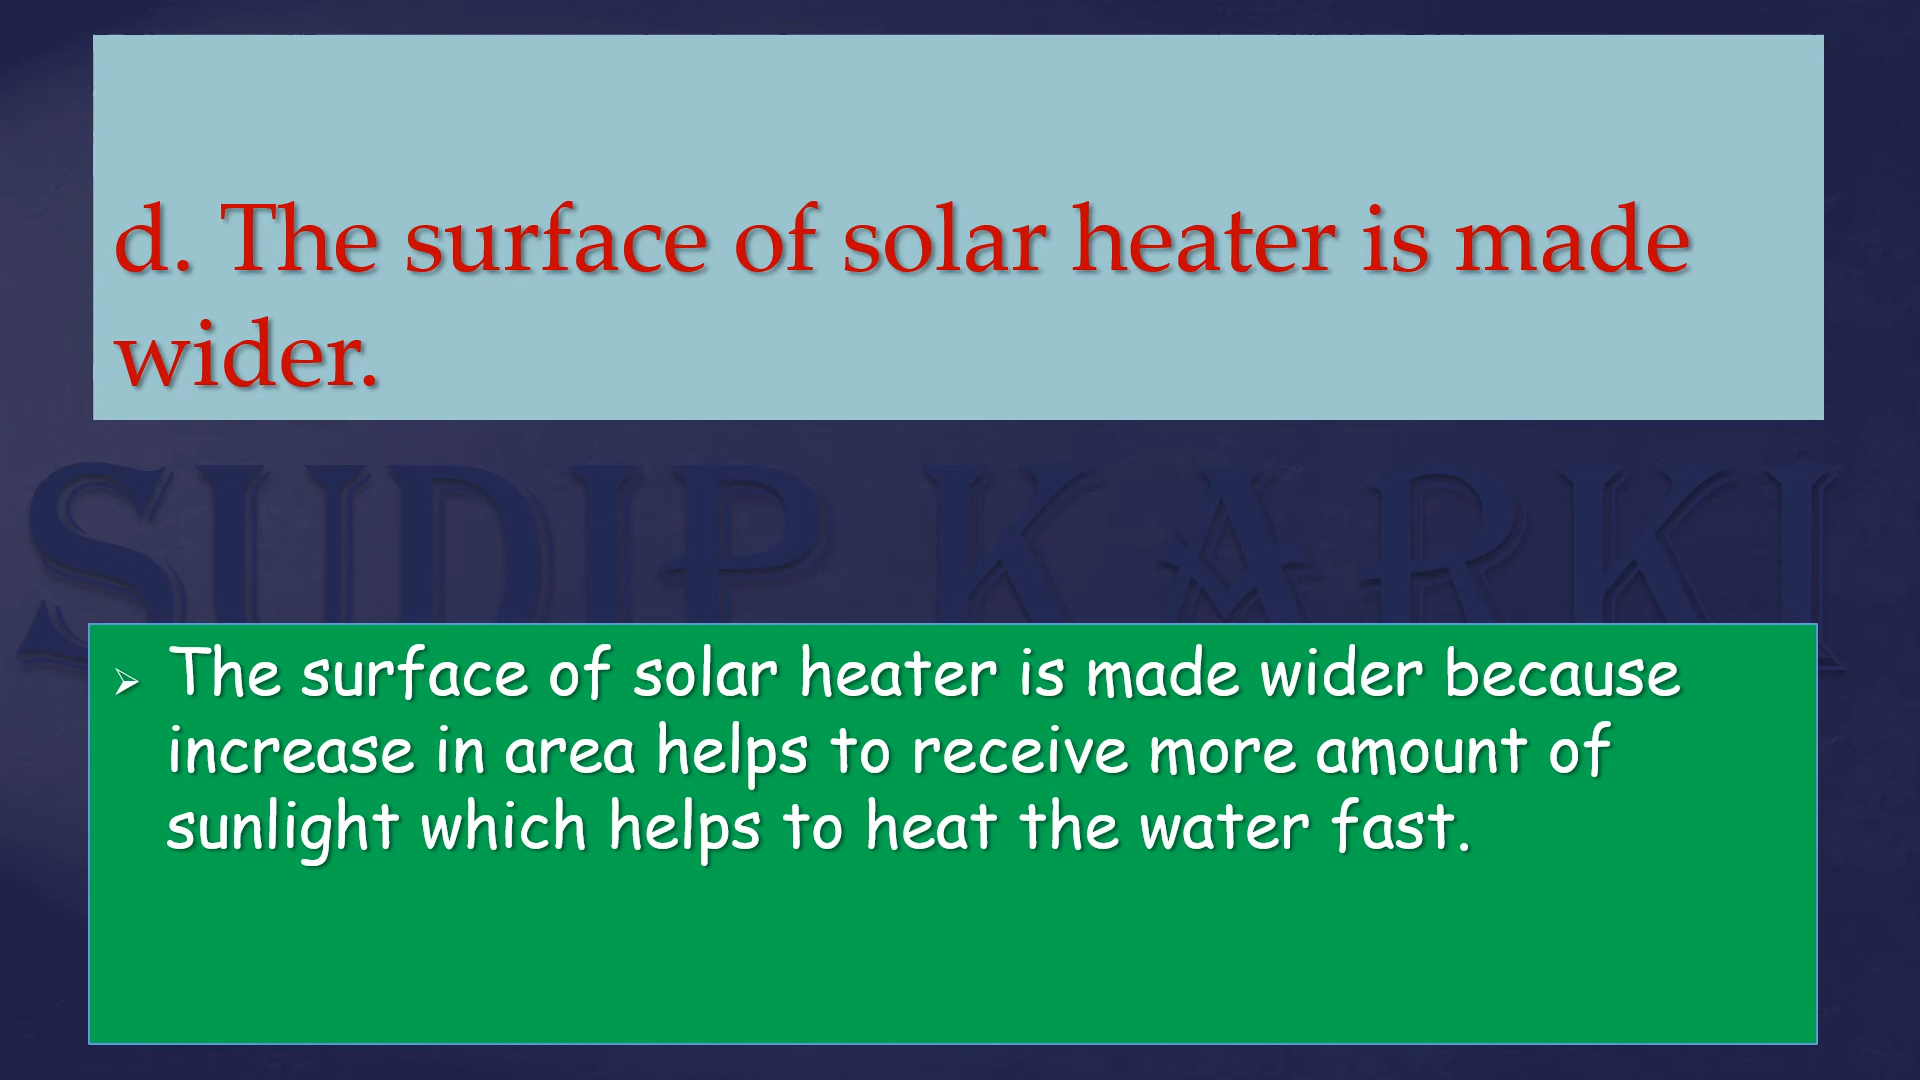 d. The surface of solar heater is made
wider.
SUDIP KARKI
➢ The surface of solar heater is made wider because
increase in area helps to receive more amount of
sunlight which helps to heat the water fast.